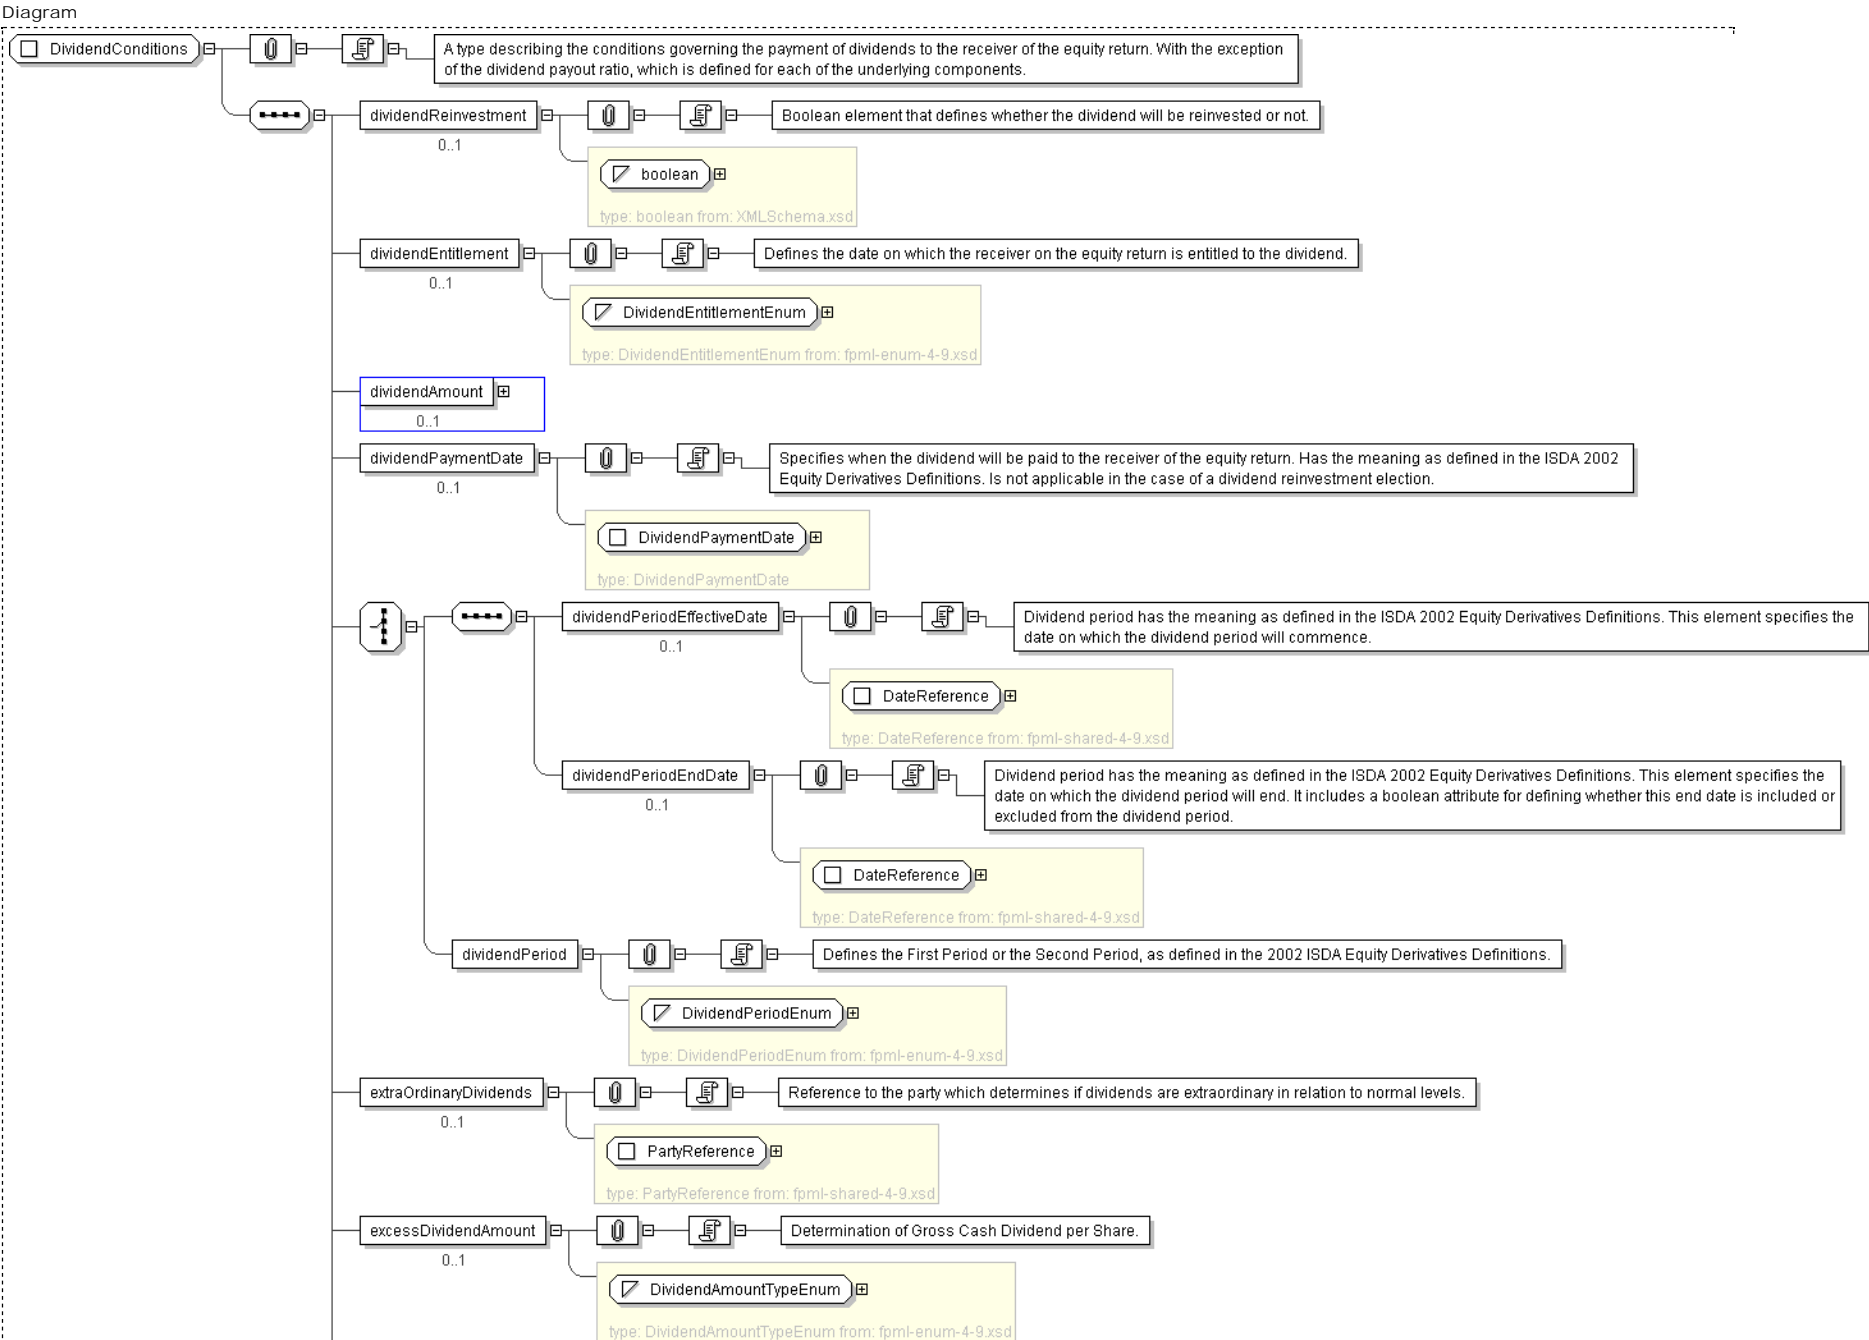 Diagram
DividendConditions
A type describing the conditions governing the payment of dividends to the receiver of the equity return. With the exception
of the dividend payout ratio, which is defined for each of the underlying components.
dividendReinvestment
Boolean element that defines whether the dividend will be reinvested or not.
0..1
boolean
type: boolean from: XMLSchema.xsd
dividendEntitlement
Defines the date on which the receiver on the equity return is entitled to the dividend.
0..1
DividendEntitlementEnum
type: DividendEntitlementEnum from: fpml-enum-4-9.xsd
dividendAmount
0..1
dividendPaymentDate
Specifies when the dividend will be paid to the receiver of the equity return. Has the meaning as defined in the ISDA 2002
Equity Derivatives Definitions. Is not applicable in the case of a dividend reinvestment election.
0..1
DividendPaymentDate
type: DividendPaymentDate
dividendPeriodEffectiveDate
Dividend period has the meaning as defined in the ISDA 2002 Equity Derivatives Definitions. This element specifies the
date on which the dividend period will commence.
0..1
DateReference
type: DateReference from: fpml-shared-4-9.xsd
dividendPeriodEndDate
Dividend period has the meaning as defined in the ISDA 2002 Equity Derivatives Definitions. This element specifies the
date on which the dividend period will end. It includes a boolean attribute for defining whether this end date is included or
excluded from the dividend period.
0..1
DateReference
type: DateReference from: fpml-shared-4-9.xsd
dividendPeriod
Defines the First Period or the Second Period, as defined in the 2002 ISDA Equity Derivatives Definitions.
DividendPeriodEnum
type: DividendPeriodEnum from: fpml-enum-4-9.xsd
extraOrdinaryDividends
Reference to the party which determines if dividends are extraordinary in relation to normal levels.
0..1
PartyReference
type: PartyReference from: fpml-shared-4-9.xsd
excessDividendAmount
Determination of Gross Cash Dividend per Share.
0..1
DividendAmountTypeEnum
type: DividendAmountTypeEnum from: fpml-enum-4-9.xsd